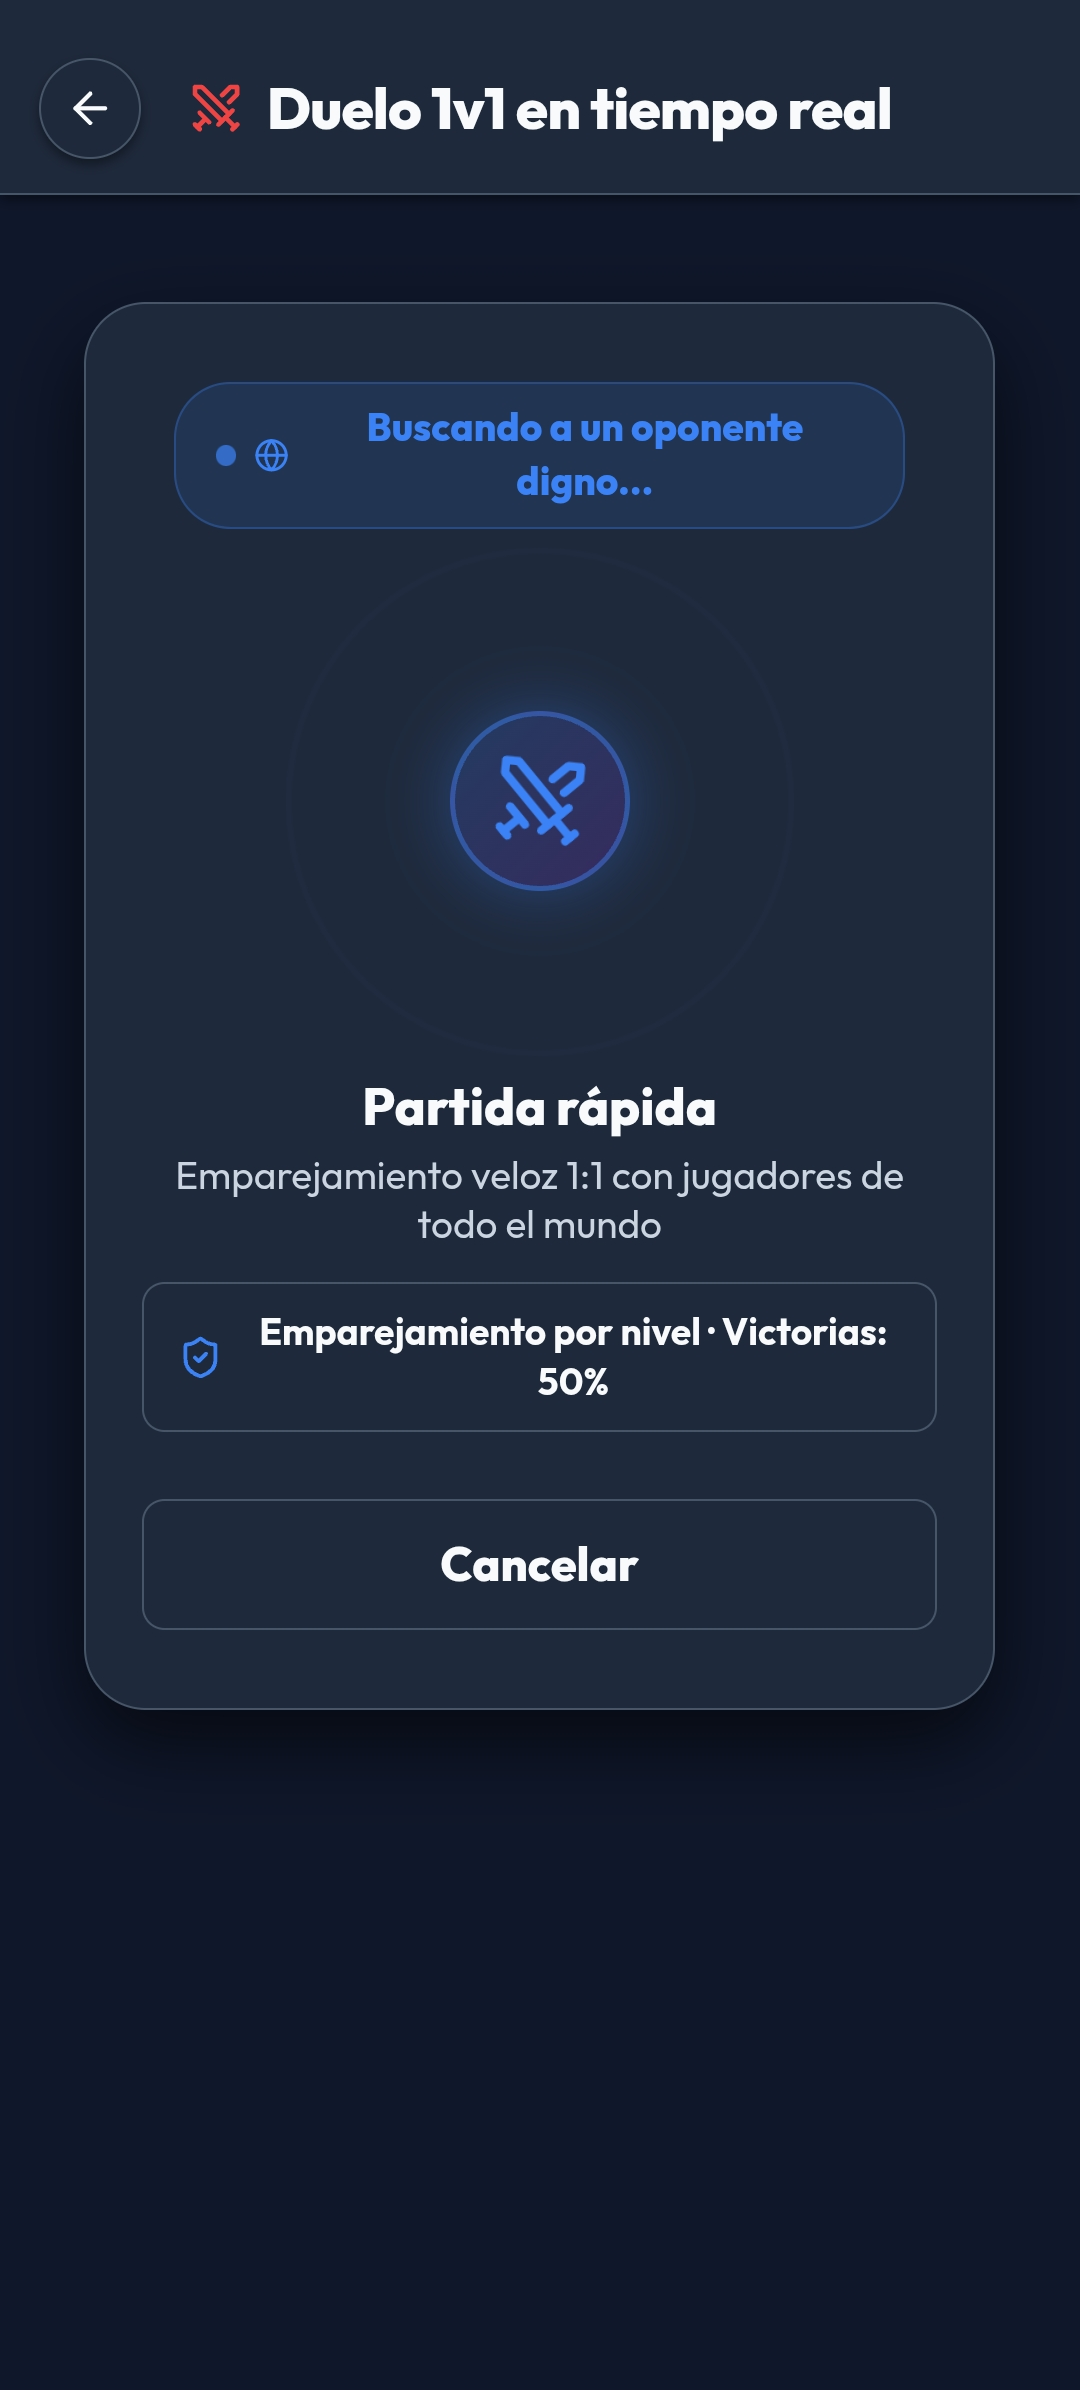 Duelo 1v1 en tiempo real
Buscando a un oponente
digno...
Partida rápida
Emparejamiento veloz 1:1 con jugadores de
todo el mundo
Emparejamiento por nivel · Victorias:
50%
Cancelar